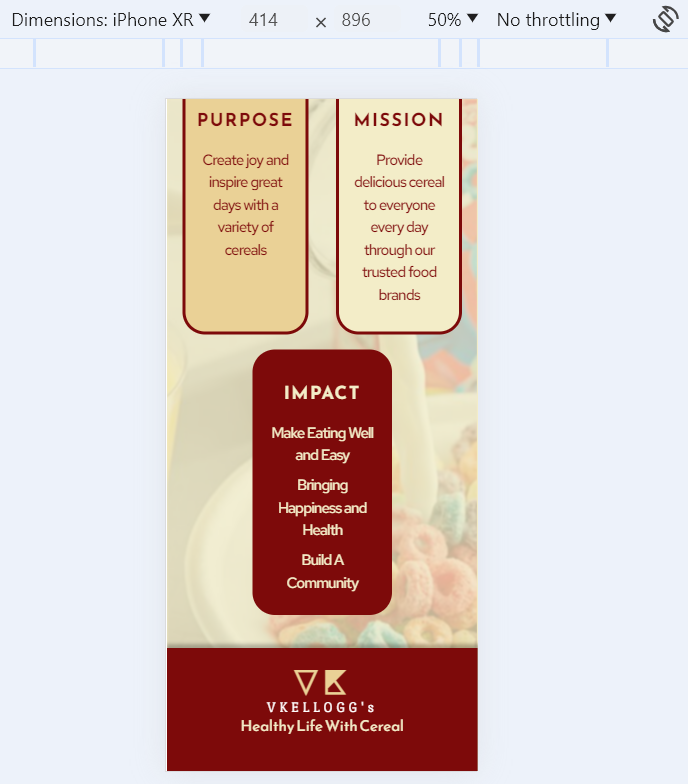 Dimensions: iPhone XR ▼ 414 × 896 50% ▼ No throttling ▼
PURPOSE
Create joy and
inspire great
days with a
variety of
cereals
MISSION
Provide
delicious cereal
to everyone
every day
through our
trusted food
brands
IMPACT
Make Eating Well
and Easy
Bringing
Happiness and
Health
Build A
Community
VK
VKELLOGG's
Healthy Life With Cereal